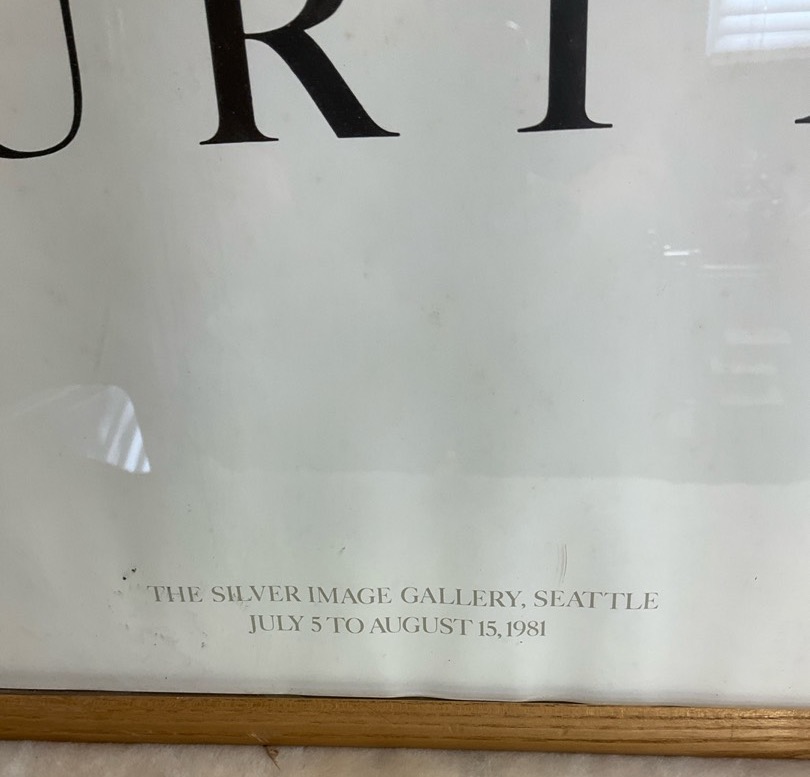 URT
THE SILVER IMAGE GALLERY, SEATTLE
JULY 5 TO AUGUST 15, 1981